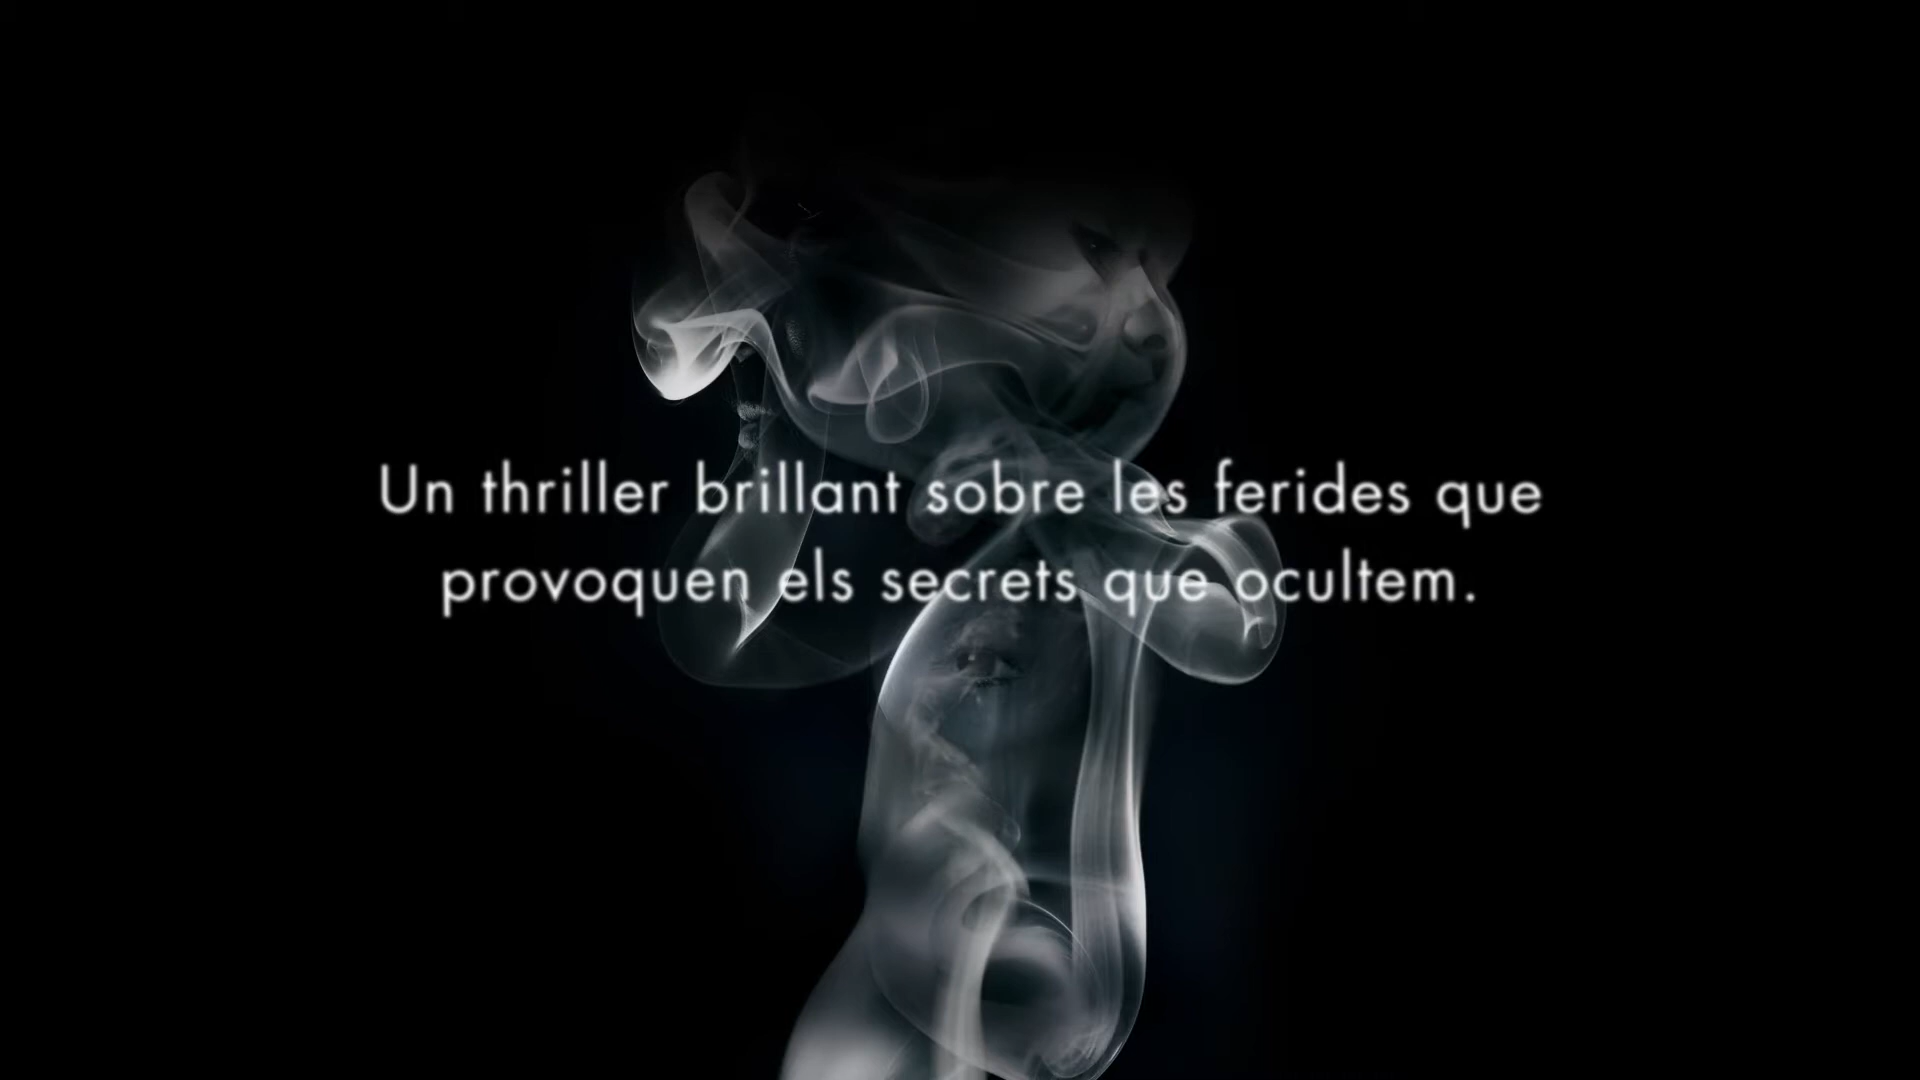 Un thriller brillant sobre les ferides que
provoquen els secrets que ocultem.